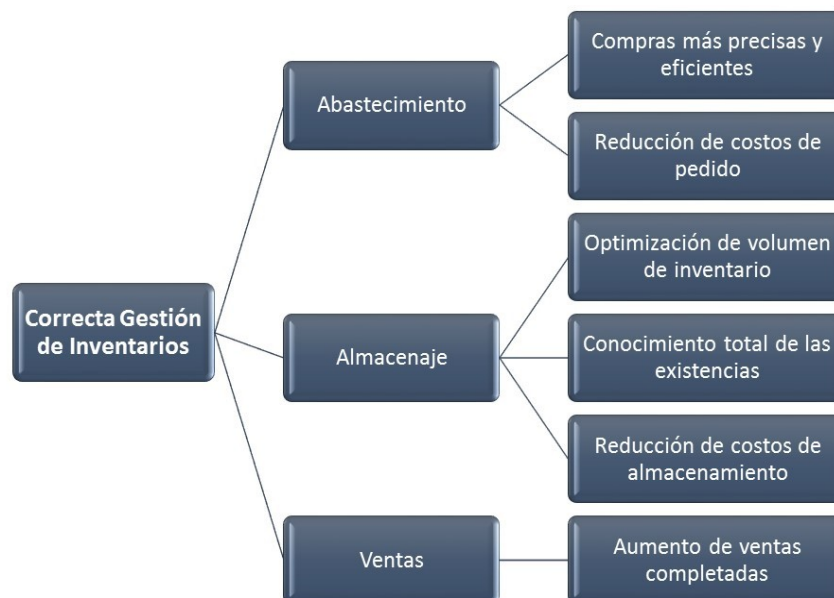 Correcta Gestión
de Inventarios
Abastecimiento
Compras más precisas y
eficientes
Reducción de costos de
pedido
Almacenaje
Optimización de volumen
de inventario
Conocimiento total de las
existencias
Reducción de costos de
almacenamiento
Ventas
Aumento de ventas
completadas